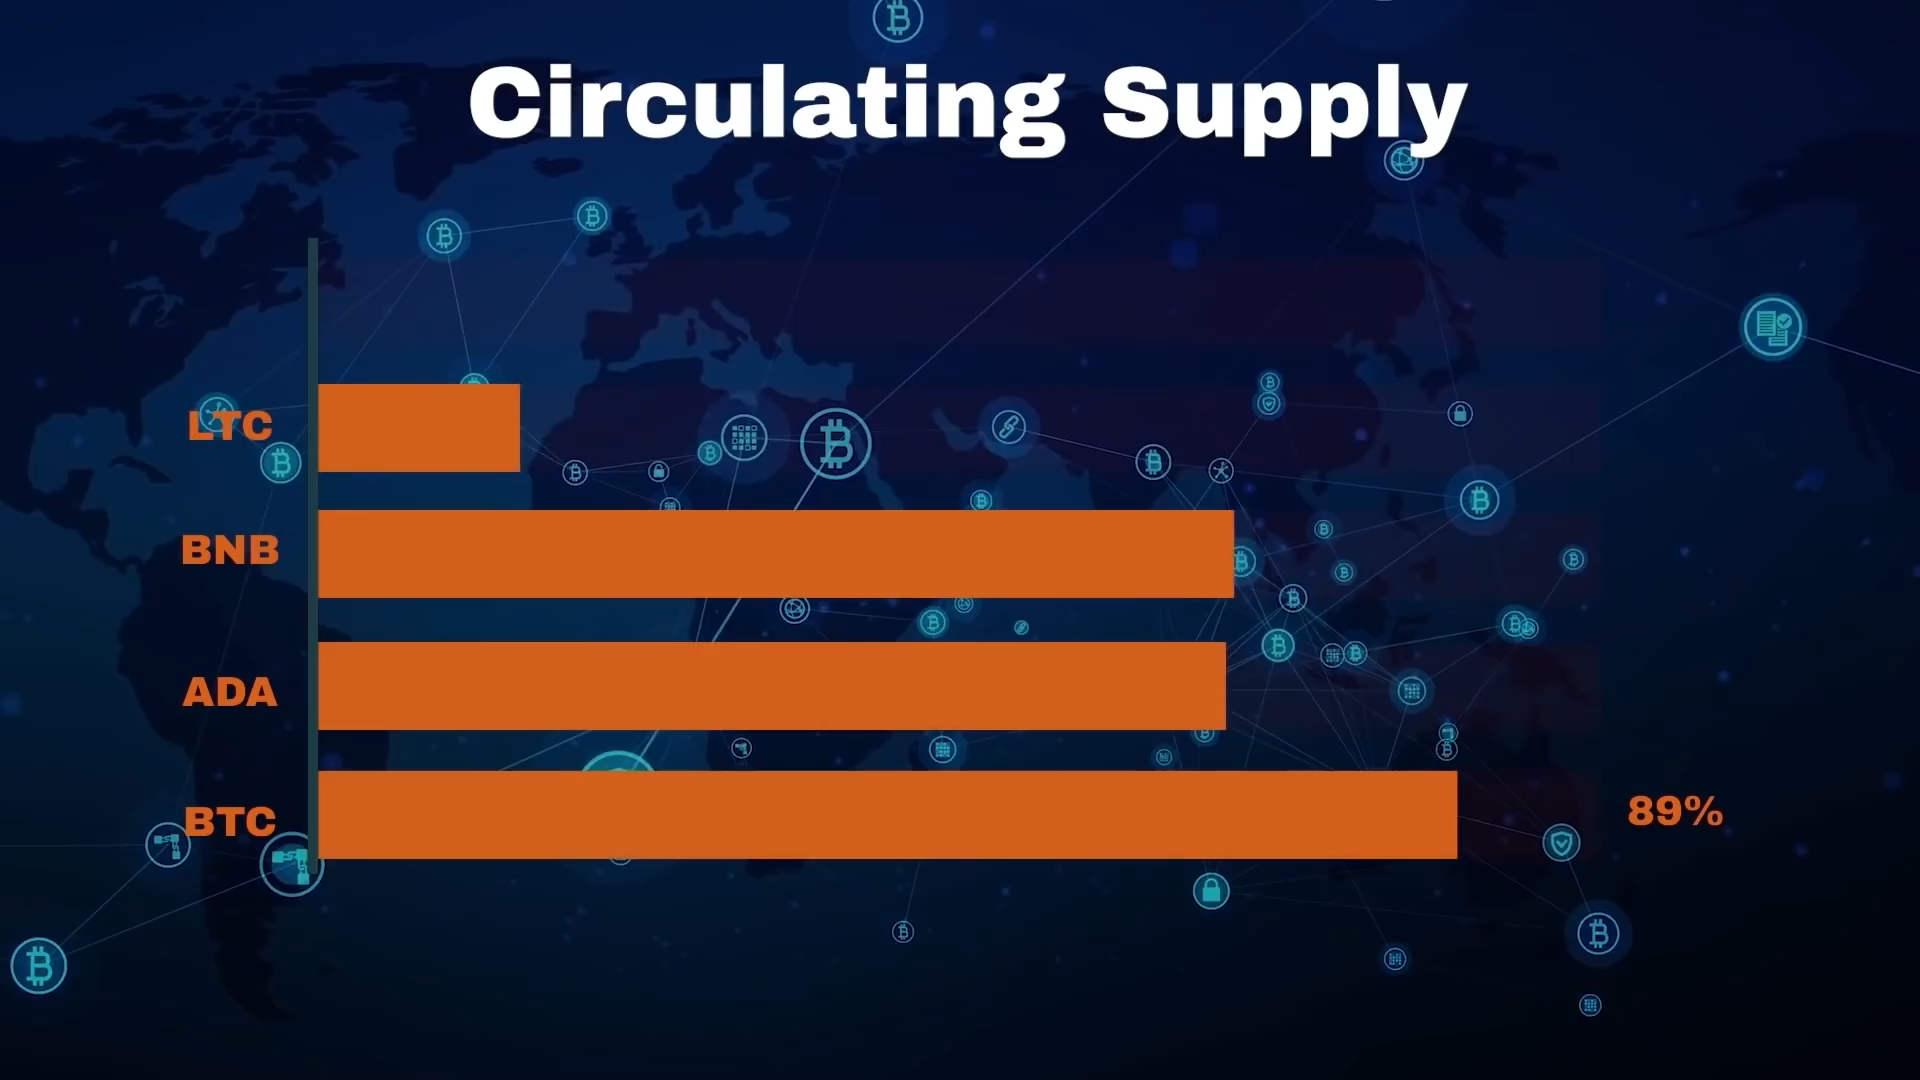 Circulating Supply
LTC
BNB
ADA
BTC
89%